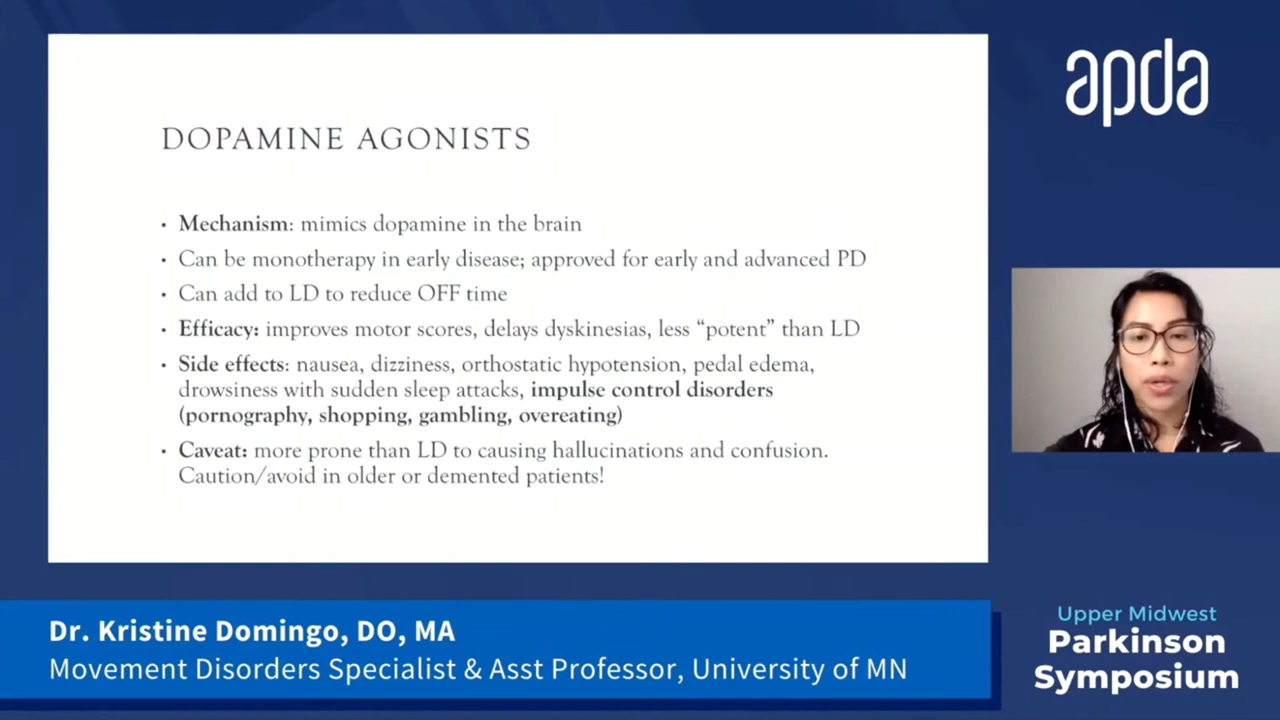 DOPAMINE AGONISTS
• Mechanism: mimics dopamine in the brain
• Can be monotherapy in early disease; approved for early and advanced PD
• Can add to LD to reduce OFF time
• Efficacy: improves motor scores, delays dyskinesias, less “potent” than LD
• Side effects: nausea, dizziness, orthostatic hypotension, pedal edema,
drowsiness with sudden sleep attacks, impulse control disorders
(pornography, shopping, gambling, overeating)
• Caveat: more prone than LD to causing hallucinations and confusion.
Caution/avoid in older or demented patients!
apda
Dr. Kristine Domingo, DO, MA
Movement Disorders Specialist & Asst Professor, University of MN
Upper Midwest
Parkinson
Symposium